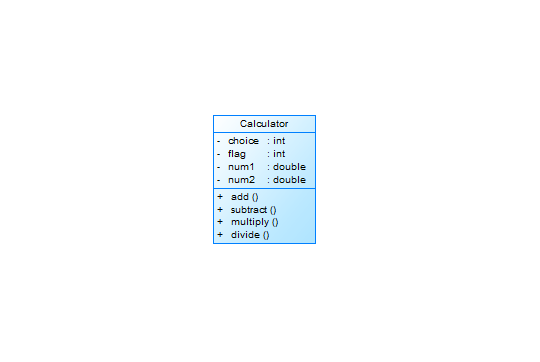 Calculator
- choice : int
- flag : int
- num1 : double
- num2 : double
+ add ()
+ subtract ()
+ multiply ()
+ divide ()